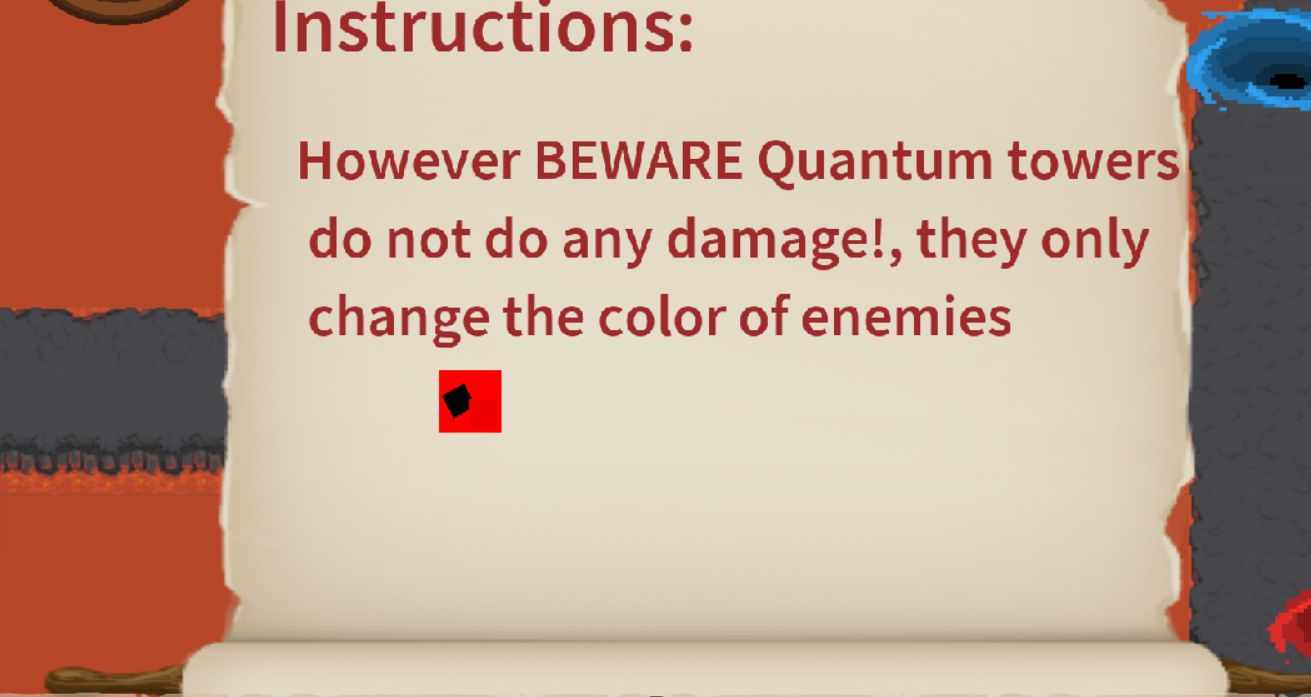 Instructions:
However BEWARE Quantum towers
do not do any damage!, they only
change the color of enemies